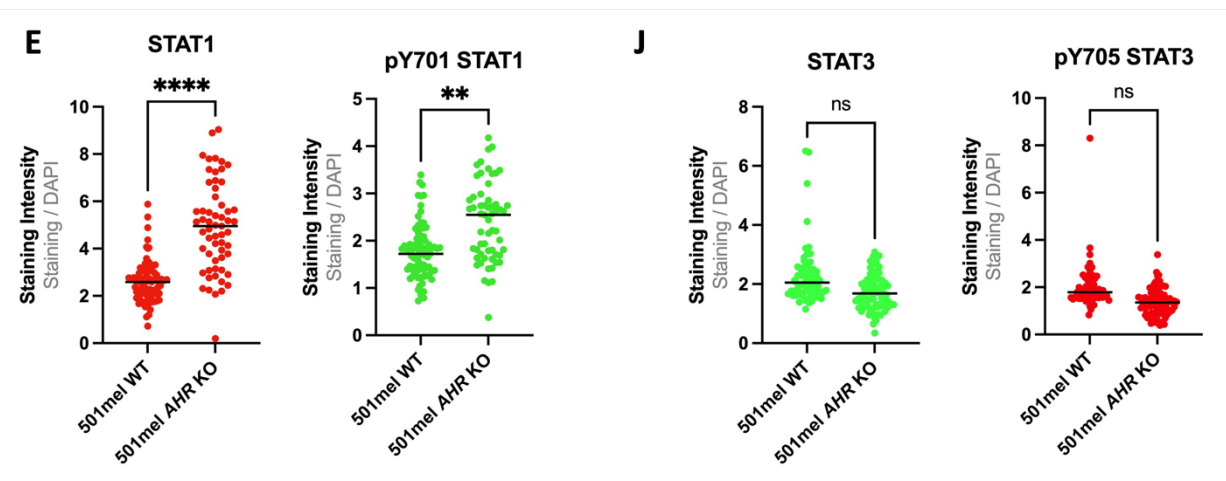 E
STAT1
****
10
8
6
4
2
0
Staining Intensity
Staining / DAPI
501mel WT
501mel AHR KO
pY701 STAT1
**
5
4
3
2
1
0
Staining Intensity
Staining / DAPI
501mel WT
501mel AHR KO
J
STAT3
ns
8
6
4
2
0
Staining Intensity
Staining / DAPI
501mel WT
501mel AHR KO
pY705 STAT3
ns
10
8
6
4
2
0
Staining Intensity
Staining / DAPI
501mel WT
501mel AHR KO